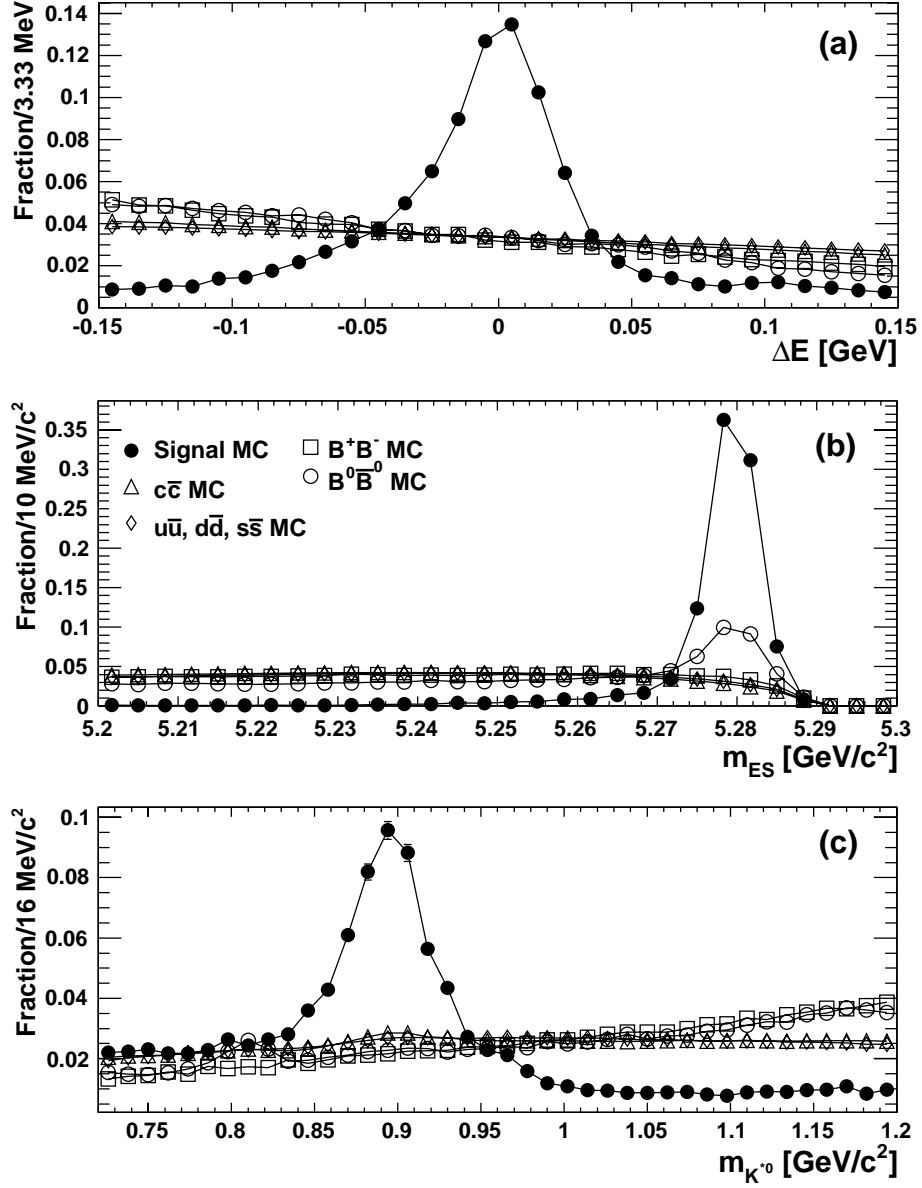 0.14
0.12
0.1
0.08
0.06
0.04
0.02
0
Fraction/3.33 MeV
(a)
-0.15 -0.1 -0.05 0 0.05 0.1 0.15
ΔE [GeV]
0.35
0.3
0.25
0.2
0.15
0.1
0.050
0
Fraction/10 MeV/c²
(b)
Signal MC
cc̄ MC
uū, dd̄, ss̄ MC
B⁺B⁻ MC
B⁰B̄⁰ MC
5.2 5.21 5.22 5.23 5.24 5.25 5.26 5.27 5.28 5.29 5.3
m_ES [GeV/c²]
0.1
0.08
0.06
0.04
0.02
Fraction/16 MeV/c²
(c)
0.75 0.8 0.85 0.9 0.95 1 1.05 1.1 1.15 1.2
m_K*⁰ [GeV/c²]